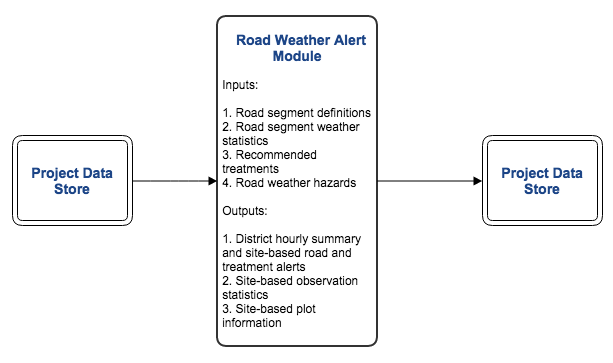 Project Data
Store
Road Weather Alert
Module
Inputs:
1. Road segment definitions
2. Road segment weather
statistics
3. Recommended
treatments
4. Road weather hazards
Outputs:
1. District hourly summary
and site-based road and
treatment alerts
2. Site-based observation
statistics
3. Site-based plot
information
Project Data
Store